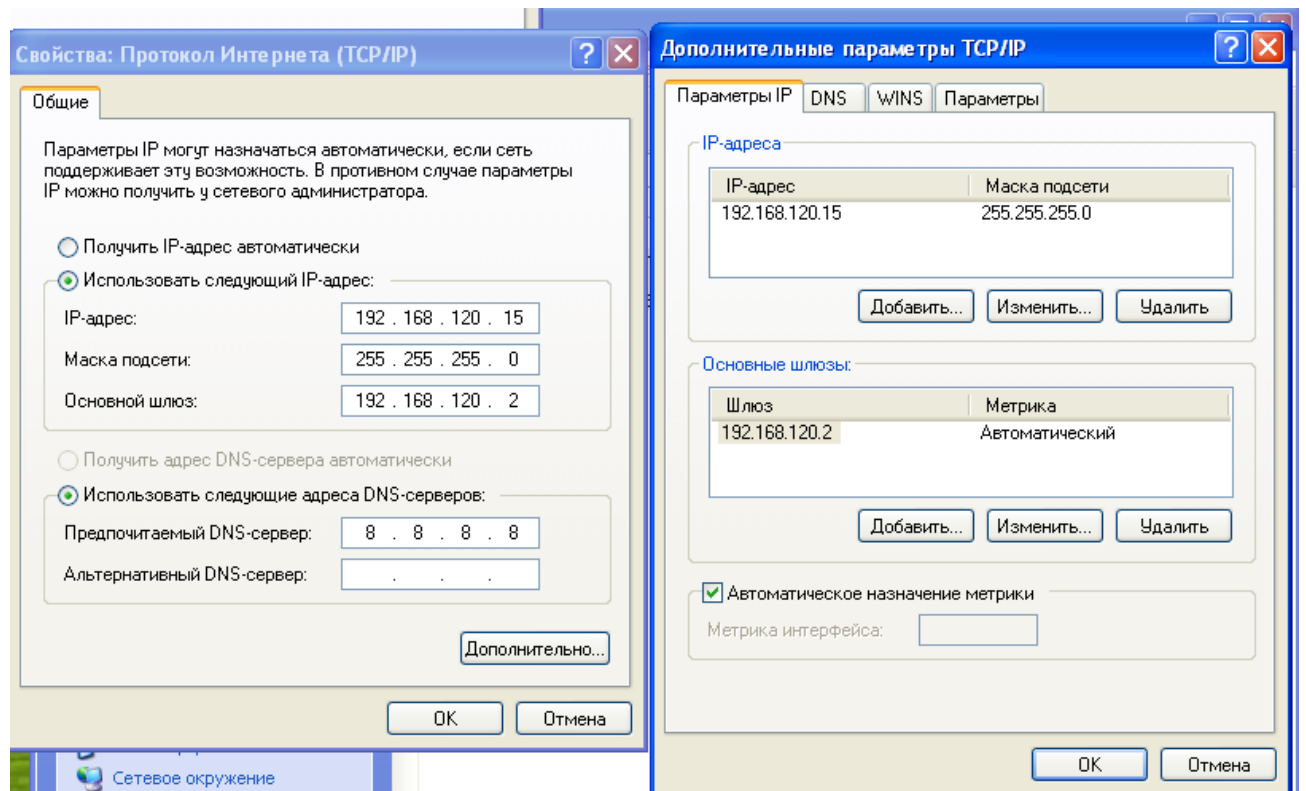 Свойства: Протокол Интернета (TCP/IP)
Общие
Параметры IP могут назначаться автоматически, если сеть
поддерживает эту возможность. В противном случае параметры
IP можно получить у сетевого администратора.
Получить IP-адрес автоматически
Использовать следующий IP-адрес:
IP-адрес: 192 . 168 . 120 . 15
Маска подсети: 255 . 255 . 255 . 0
Основной шлюз: 192 . 168 . 120 . 2
Получить адрес DNS-сервера автоматически
Использовать следующие адреса DNS-серверов:
Предпочитаемый DNS-сервер: 8 . 8 . 8 . 8
Альтернативный DNS-сервер: . . .
Дополнительно...
OK Отмена
Сетевое окружение
Дополнительные параметры TCP/IP
Параметры IP DNS WINS Параметры
IP-адреса
IP-адрес Маска подсети
192.168.120.15 255.255.255.0
Добавить... Изменить... Удалить
Основные шлюзы:
Шлюз Метрика
192.168.120.2 Автоматический
Добавить... Изменить... Удалить
Автоматическое назначение метрики
Метрика интерфейса:
OK Отмена